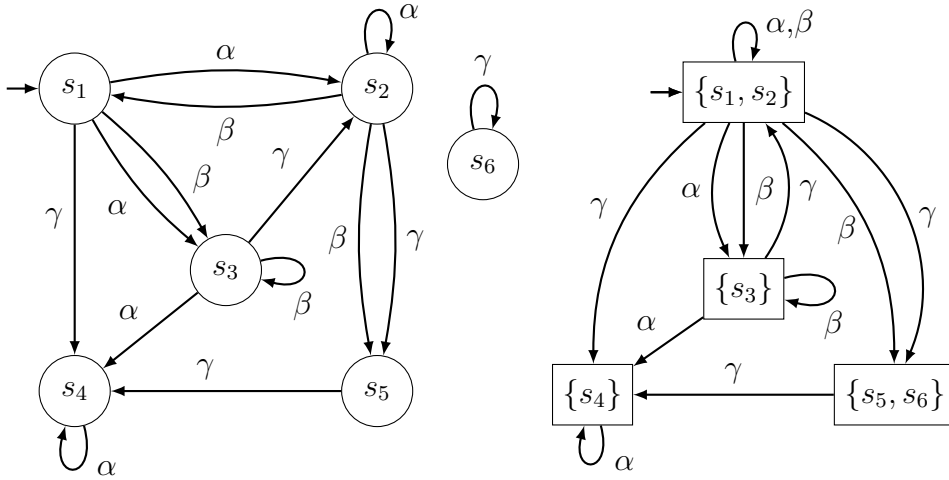 α
α,β
γ
s₁
α
s₂
{s₁, s₂}
β
s₆
β
γ
γ
α
β
γ
α
β
γ
β
γ
γ
s₃
β
γ
{s₃}
α
β
α
β
γ
γ
s₄
s₅
{s₄}
{s₅, s₆}
α
α